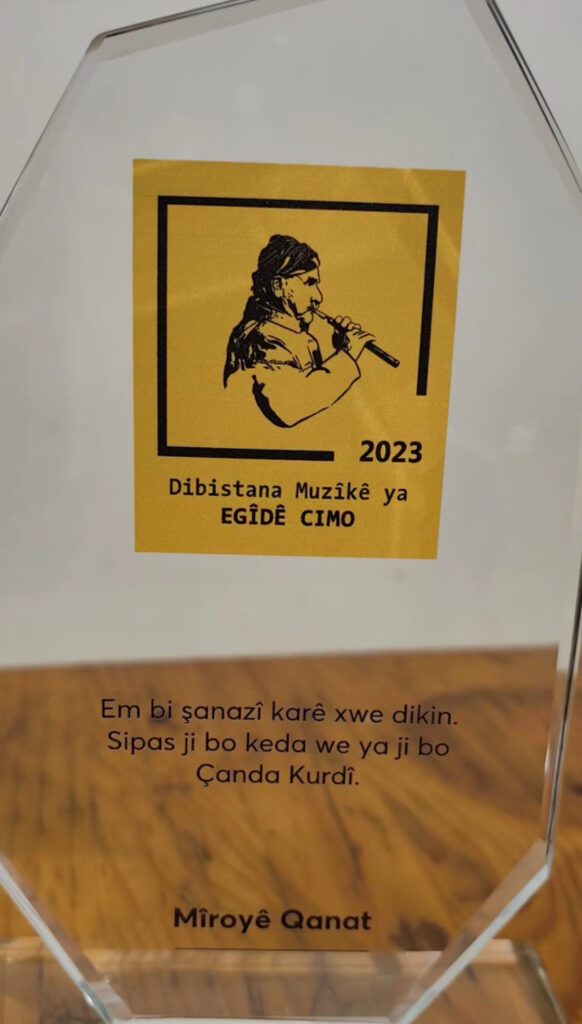 2023
Dibistana Muzîkê ya
EGÎDÊ CIMO
Em bi şanazî karê xwe dikin.
Sipas ji bo keda we ya ji bo
Çanda Kurdî.
Mîroyê Qanat